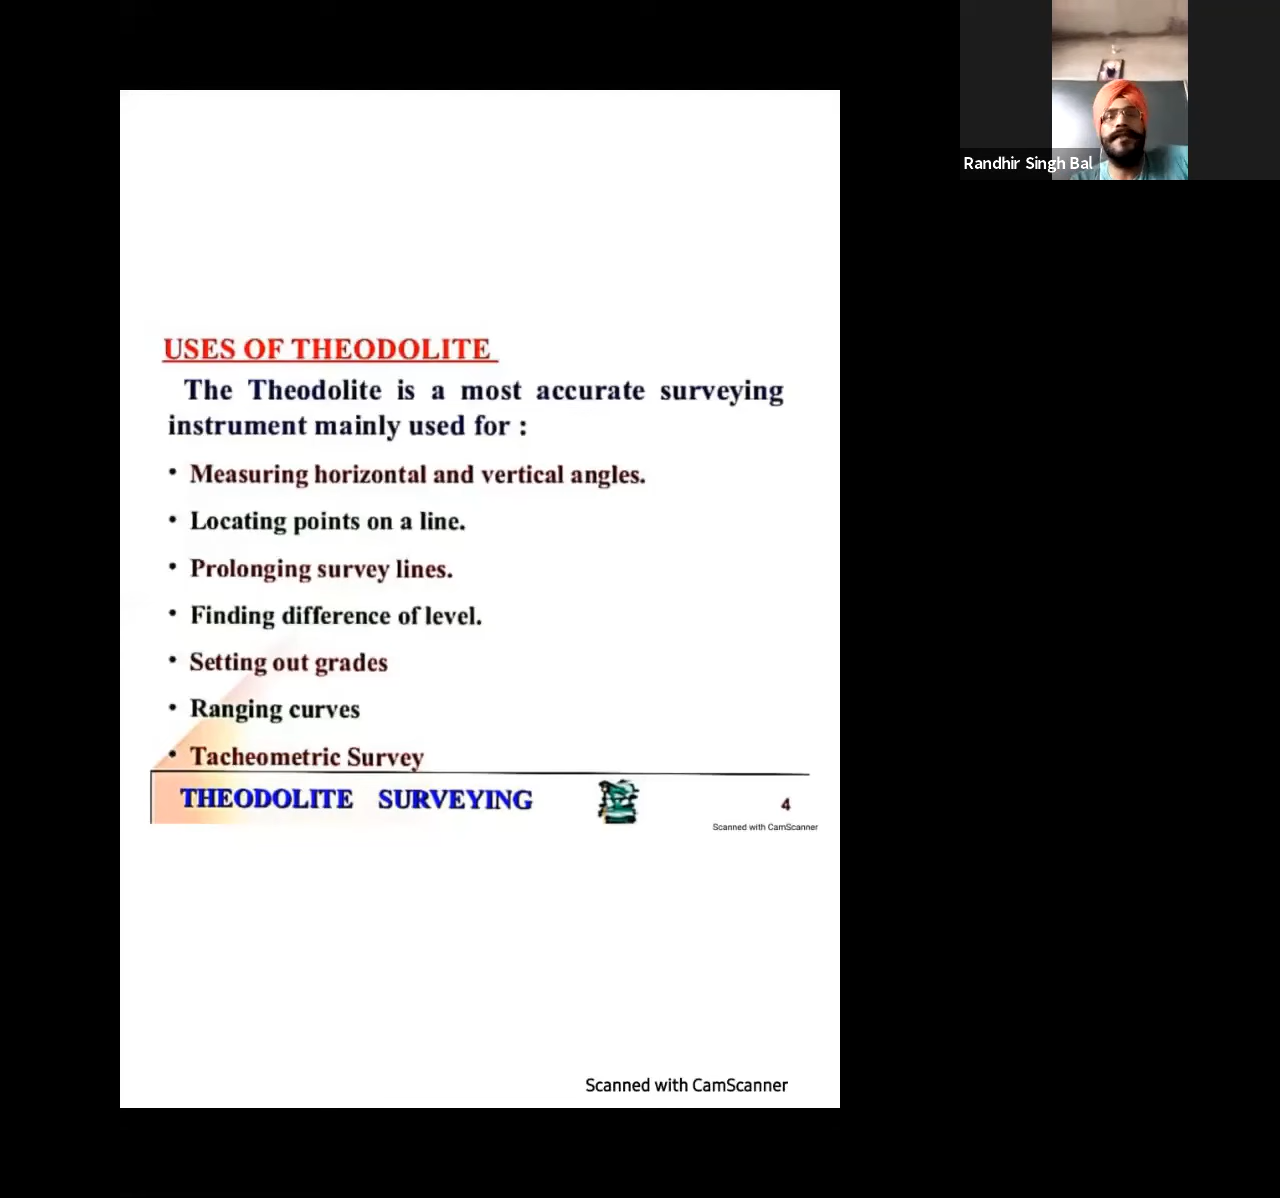 Randhir Singh Bal
USES OF THEODOLITE
The Theodolite is a most accurate surveying
instrument mainly used for :
• Measuring horizontal and vertical angles.
• Locating points on a line.
• Prolonging survey lines.
• Finding difference of level.
• Setting out grades
• Ranging curves
• Tacheometric Survey
THEODOLITE SURVEYING 4
Scanned with CamScanner
Scanned with CamScanner